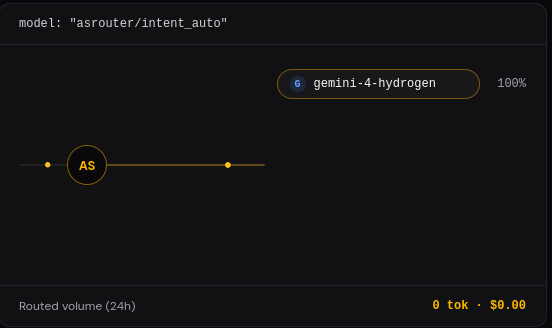 model: "asrouter/intent_auto"
G gemini-4-hydrogen 100%
AS
Routed volume (24h) 0 tok · $0.00